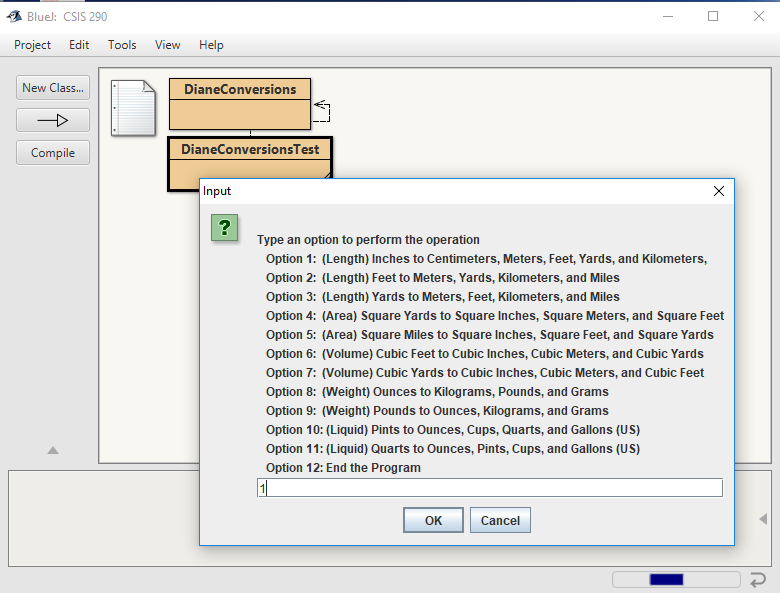 BlueJ: CSIS 290
Project Edit Tools View Help
New Class...
Compile
DianeConversions
DianeConversionsTest
Input
?
Type an option to perform the operation
Option 1: (Length) Inches to Centimeters, Meters, Feet, Yards, and Kilometers,
Option 2: (Length) Feet to Meters, Yards, Kilometers, and Miles
Option 3: (Length) Yards to Meters, Feet, Kilometers, and Miles
Option 4: (Area) Square Yards to Square Inches, Square Meters, and Square Feet
Option 5: (Area) Square Miles to Square Inches, Square Feet, and Square Yards
Option 6: (Volume) Cubic Feet to Cubic Inches, Cubic Meters, and Cubic Yards
Option 7: (Volume) Cubic Yards to Cubic Inches, Cubic Meters, and Cubic Feet
Option 8: (Weight) Ounces to Kilograms, Pounds, and Grams
Option 9: (Weight) Pounds to Ounces, Kilograms, and Grams
Option 10: (Liquid) Pints to Ounces, Cups, Quarts, and Gallons (US)
Option 11: (Liquid) Quarts to Ounces, Pints, Cups, and Gallons (US)
Option 12: End the Program
1
OK Cancel